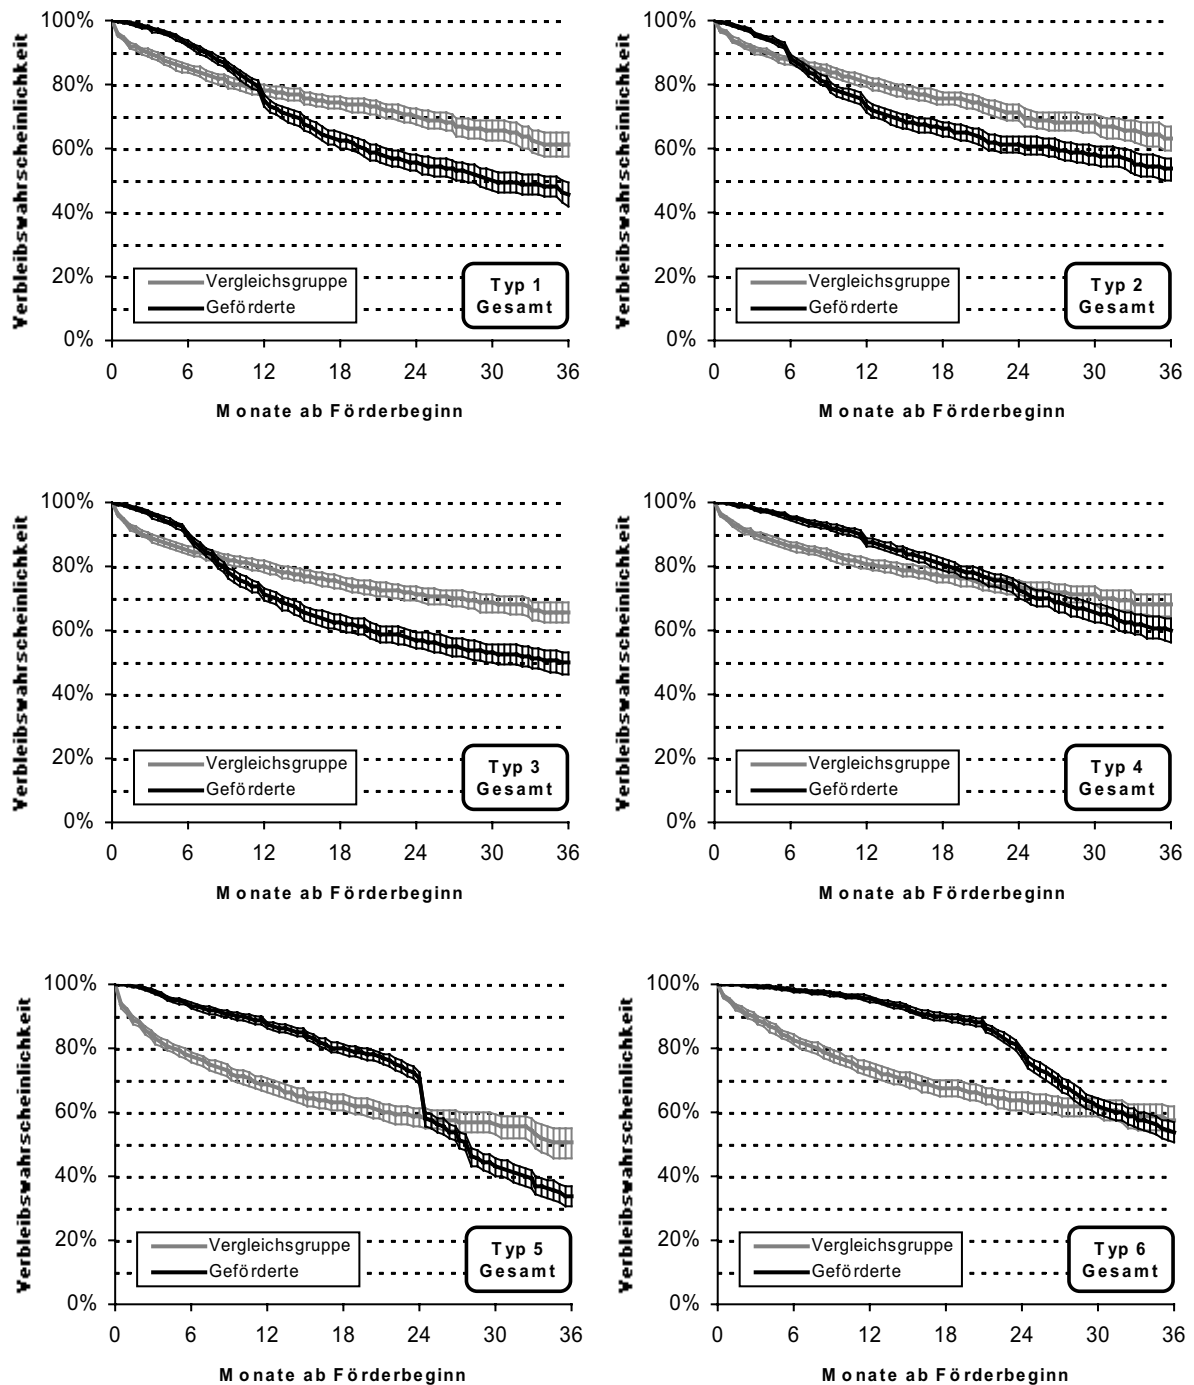 Verbleibswahrscheinlichkeit
100%
80%
60%
40%
20%
0%
Vergleichsgruppe
Geförderte
Typ 1
Gesamt
0 6 12 18 24 30 36
Monate ab Förderbeginn
Verbleibswahrscheinlichkeit
100%
80%
60%
40%
20%
0%
Vergleichsgruppe
Geförderte
Typ 2
Gesamt
0 6 12 18 24 30 36
Monate ab Förderbeginn
Verbleibswahrscheinlichkeit
100%
80%
60%
40%
20%
0%
Vergleichsgruppe
Geförderte
Typ 3
Gesamt
0 6 12 18 24 30 36
Monate ab Förderbeginn
Verbleibswahrscheinlichkeit
100%
80%
60%
40%
20%
0%
Vergleichsgruppe
Geförderte
Typ 4
Gesamt
0 6 12 18 24 30 36
Monate ab Förderbeginn
Verbleibswahrscheinlichkeit
100%
80%
60%
40%
20%
0%
Vergleichsgruppe
Geförderte
Typ 5
Gesamt
0 6 12 18 24 30 36
Monate ab Förderbeginn
Verbleibswahrscheinlichkeit
100%
80%
60%
40%
20%
0%
Vergleichsgruppe
Geförderte
Typ 6
Gesamt
0 6 12 18 24 30 36
Monate ab Förderbeginn